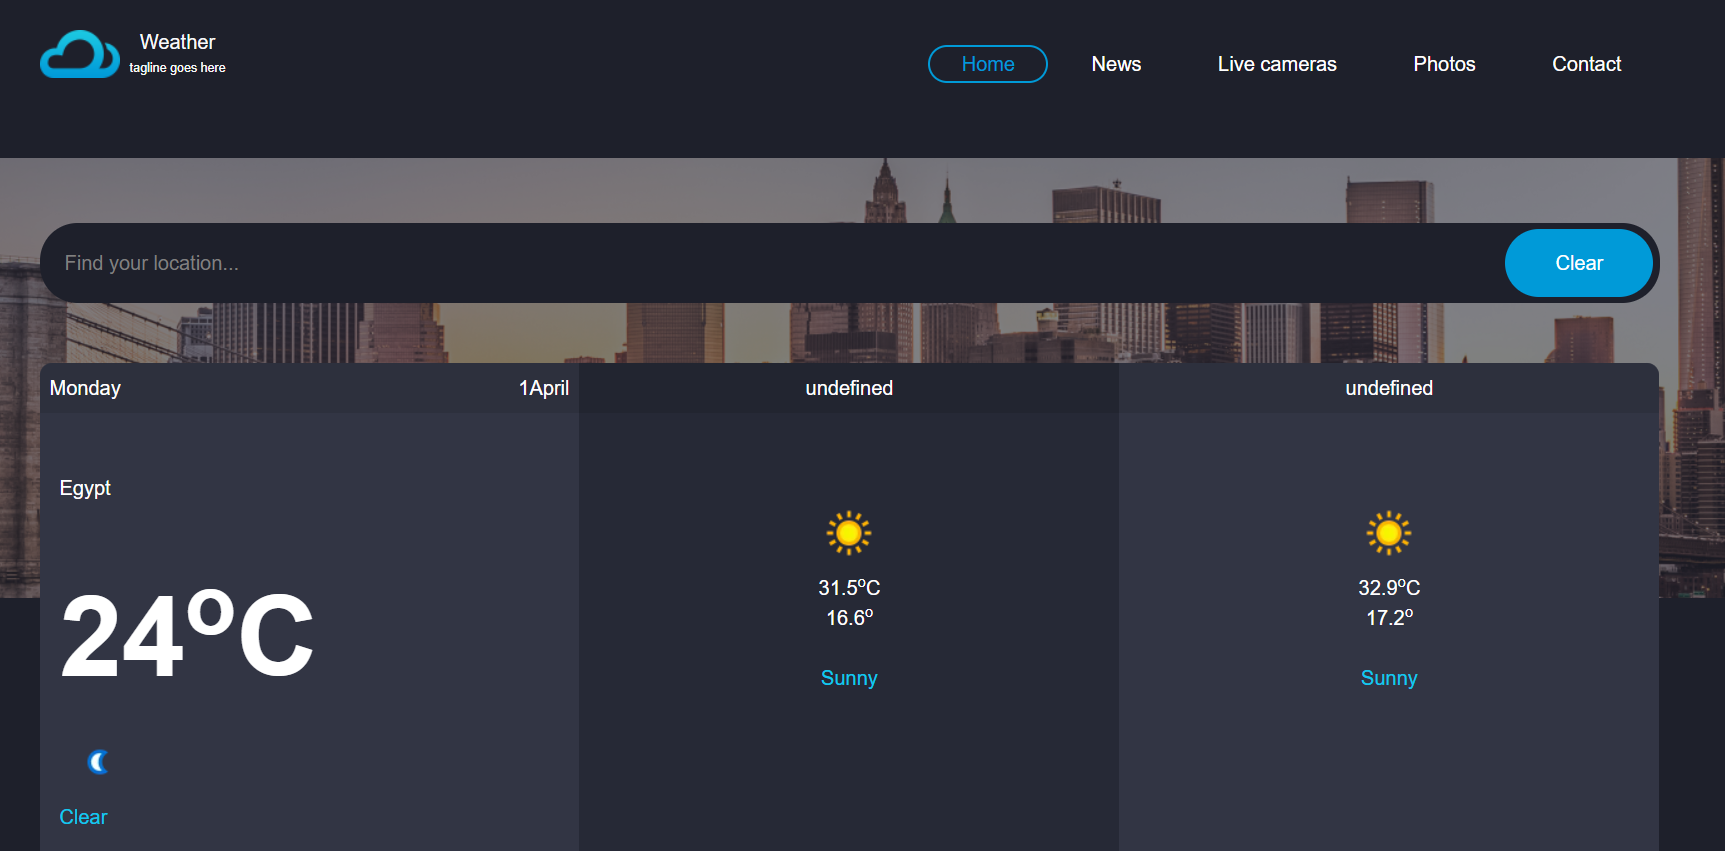 Weather
tagline goes here
Home News Live cameras Photos Contact
Find your location...
Clear
Monday 1April
Egypt
24°C
Clear
undefined
31.5°C
16.6°
Sunny
undefined
32.9°C
17.2°
Sunny